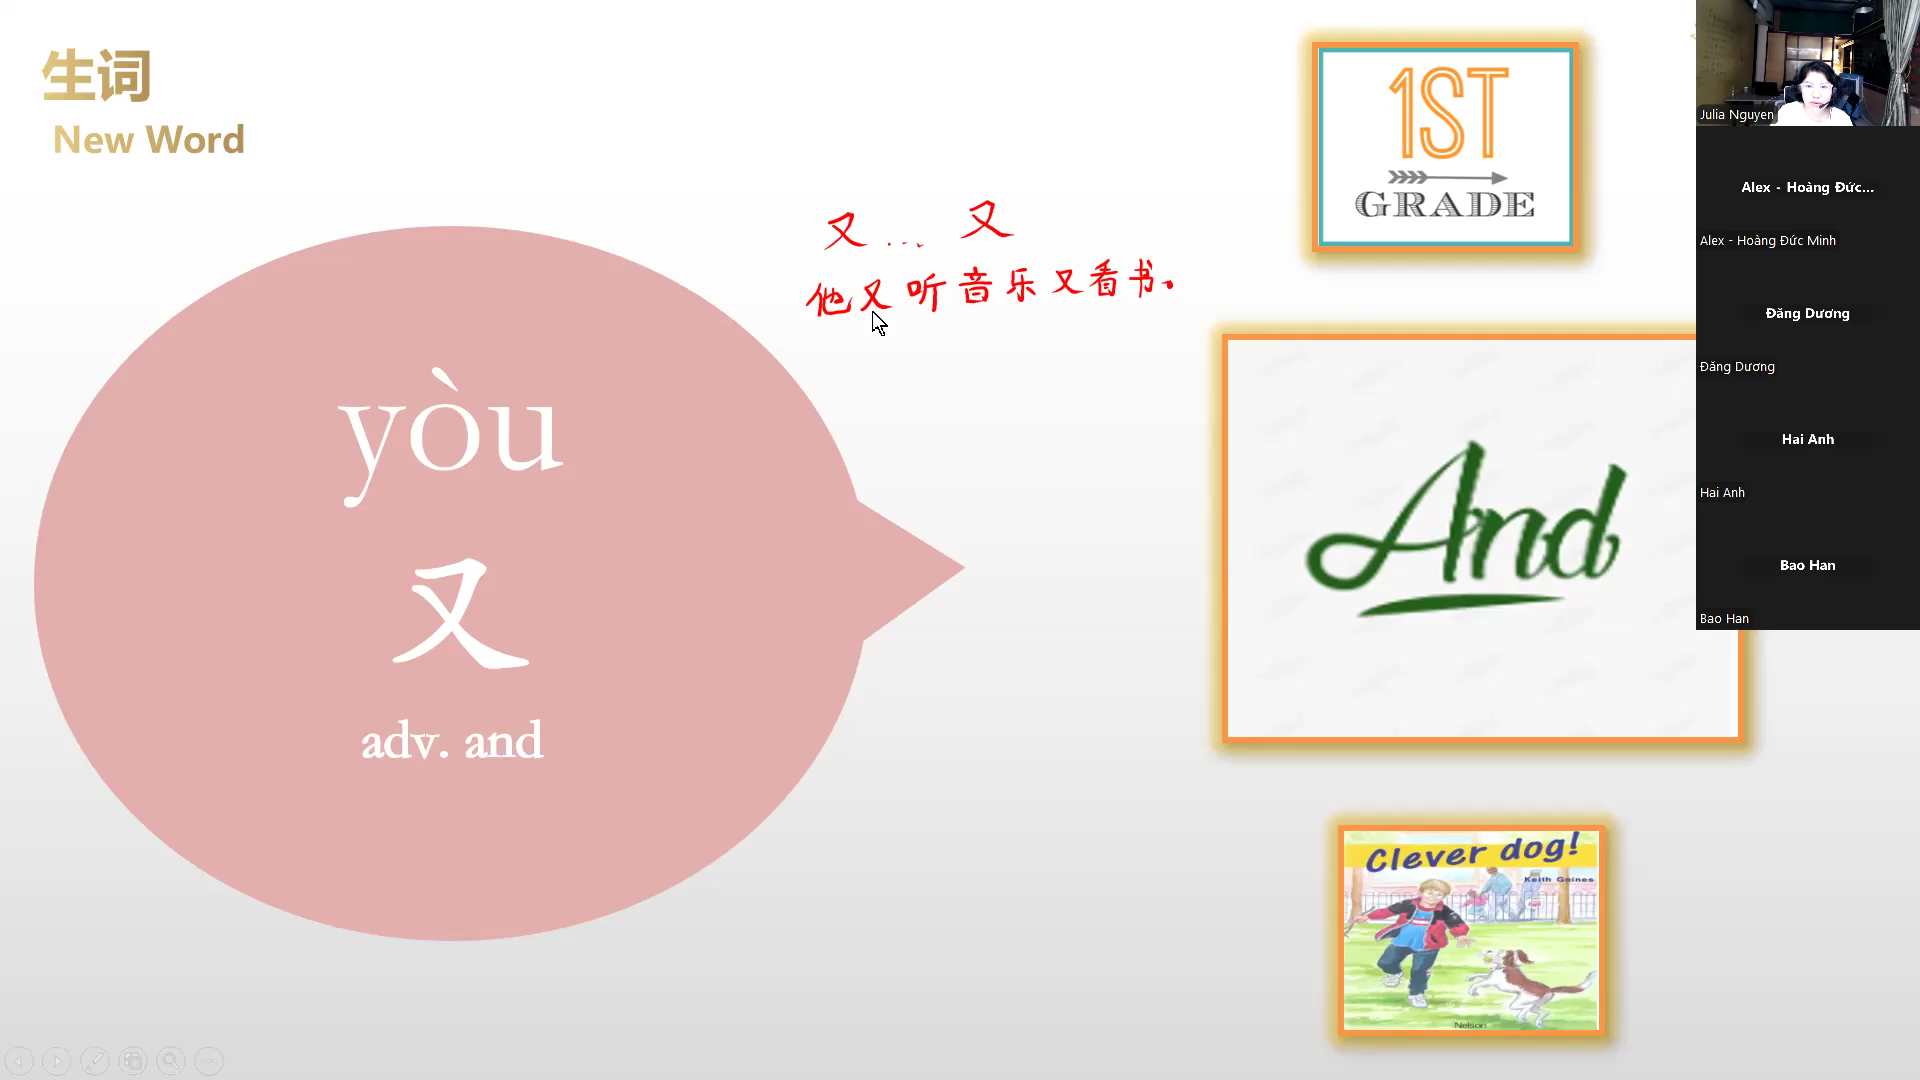 生词
New Word
yòu
又
adv. and
又 ... 又
他又听音乐又看书。
1ST
GRADE
And
Clever dog!
Keith Gaines
Nelson
Julia Nguyen
Alex - Hoàng Đức...
Alex - Hoàng Đức Minh
Đăng Dương
Đăng Dương
Hai Anh
Hai Anh
Bao Han
Bao Han